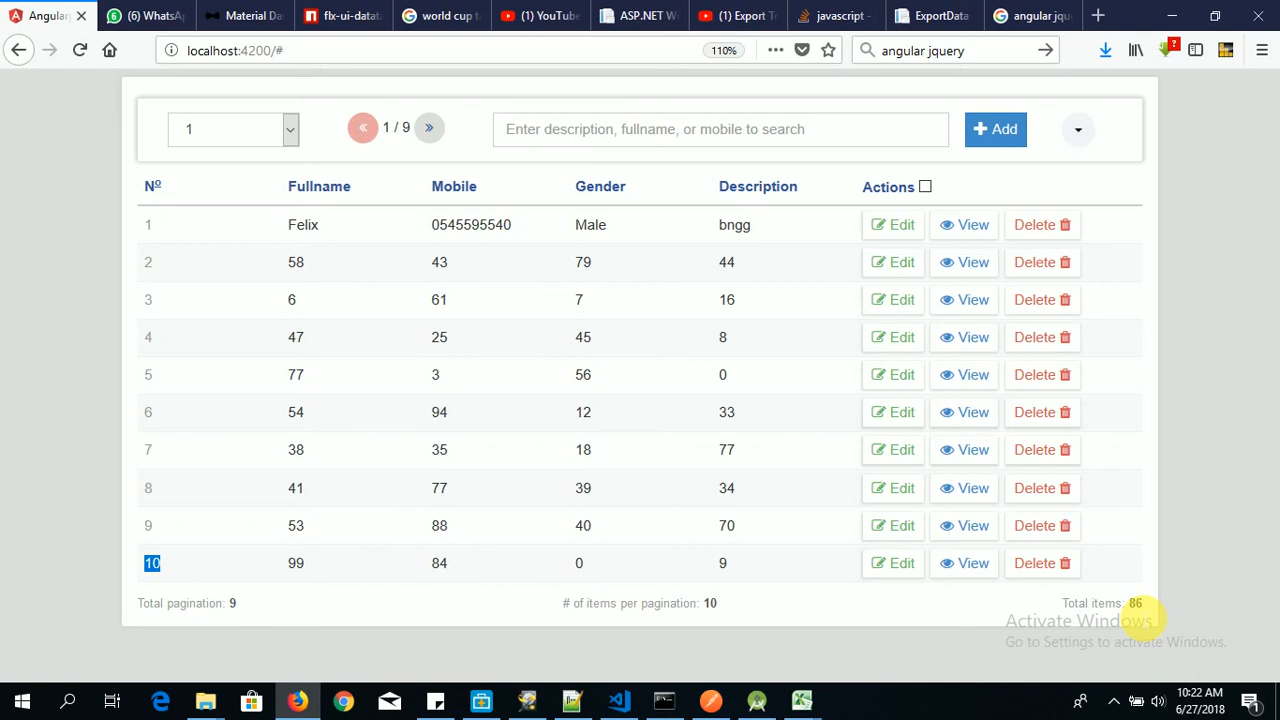 Angular
(6) WhatsA
Material Da
flx-ui-datat
world cup t
(1) YouTube
ASP.NET W
(1) Export T
javascript -
ExportData
angular jqu
localhost:4200/#
110%
angular jquery
?
1
« 1 / 9 »
Enter description, fullname, or mobile to search
Add
Nº Fullname Mobile Gender Description Actions
1 Felix 0545595540 Male bngg Edit View Delete
2 58 43 79 44 Edit View Delete
3 6 61 7 16 Edit View Delete
4 47 25 45 8 Edit View Delete
5 77 3 56 0 Edit View Delete
6 54 94 12 33 Edit View Delete
7 38 35 18 77 Edit View Delete
8 41 77 39 34 Edit View Delete
9 53 88 40 70 Edit View Delete
10 99 84 0 9 Edit View Delete
Total pagination: 9 # of items per pagination: 10 Total items: 86
Activate Windows
Go to Settings to activate Windows.
10:22 AM
6/27/2018
1